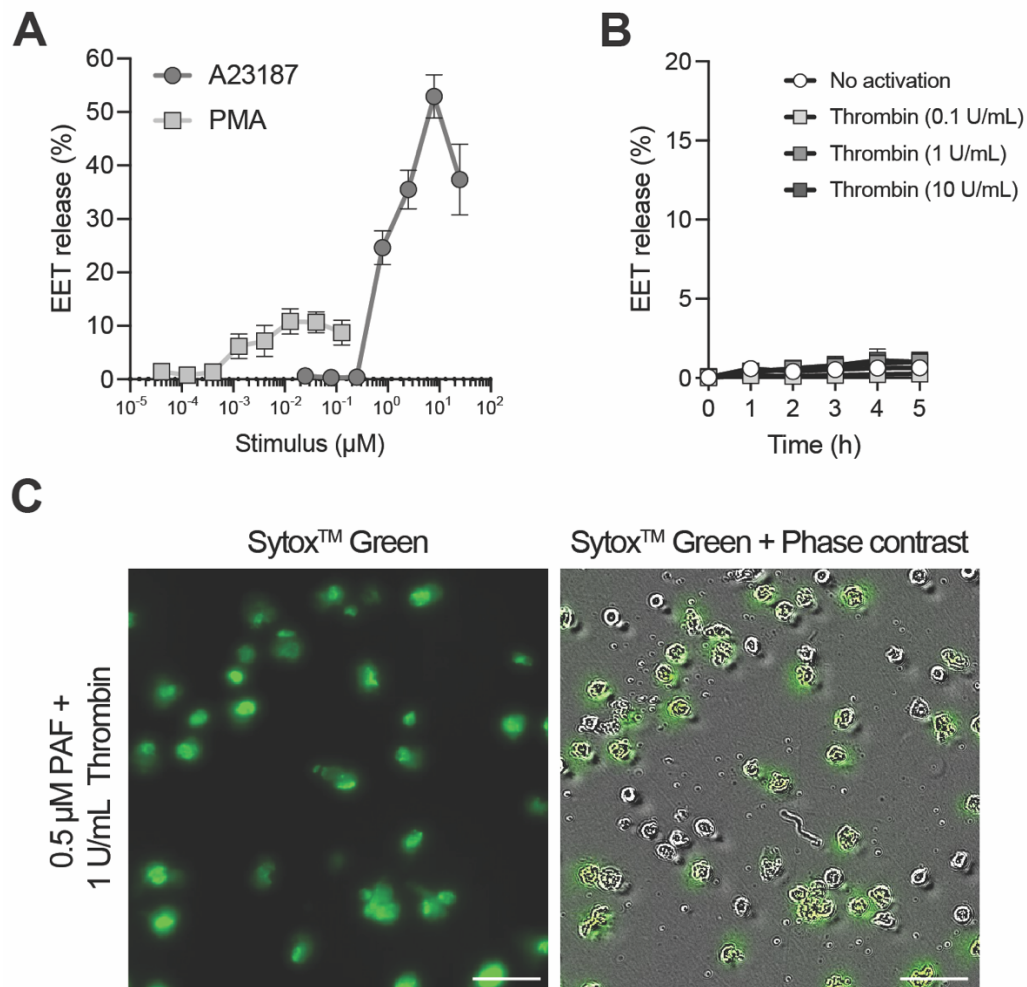 A
EET release (%)
60
50
40
30
20
10
0
A23187
PMA
10⁻⁵ 10⁻⁴ 10⁻³ 10⁻² 10⁻¹ 10⁰ 10¹ 10²
Stimulus (µM)
B
EET release (%)
20
15
10
5
0
No activation
Thrombin (0.1 U/mL)
Thrombin (1 U/mL)
Thrombin (10 U/mL)
0 1 2 3 4 5
Time (h)
C
Sytox™ Green
Sytox™ Green + Phase contrast
0.5 µM PAF +
1 U/mL Thrombin